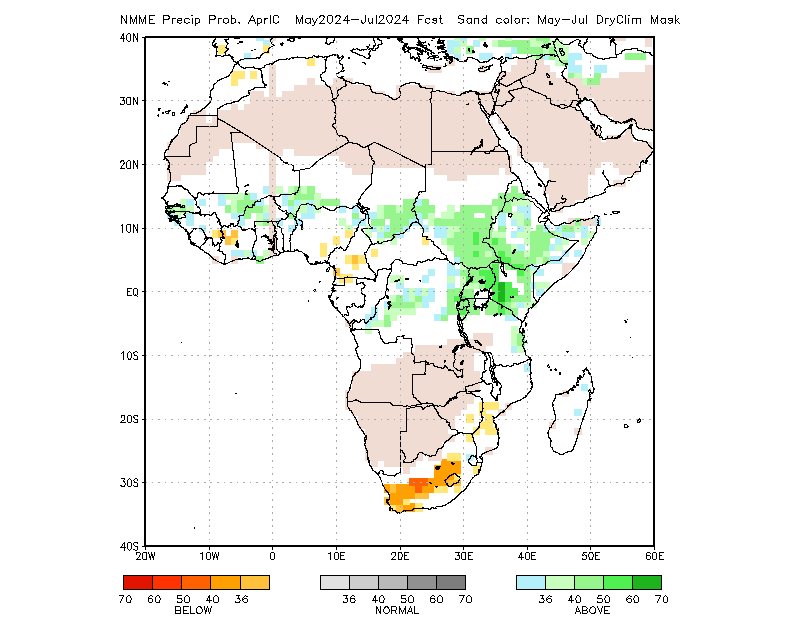 NMME Precip Prob. AprIC May2024-Jul2024 Fcst Sand color: May-Jul DryClim Mask
40N
30N
20N
10N
EQ
10S
20S
30S
40S
20W 10W 0 10E 20E 30E 40E 50E 60E
70 60 50 40 36 36 40 50 60 70 36 40 50 60 70
BELOW NORMAL ABOVE